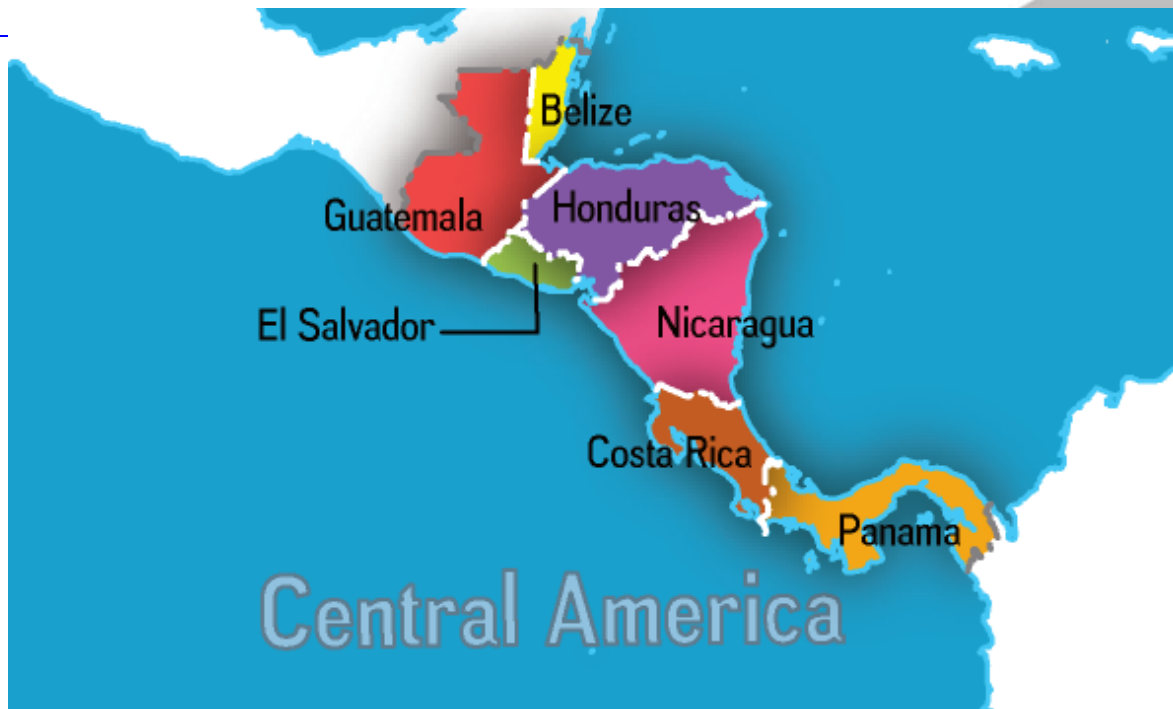 Belize
Honduras
Guatemala
El Salvador
Nicaragua
Costa Rica
Panama
Central America